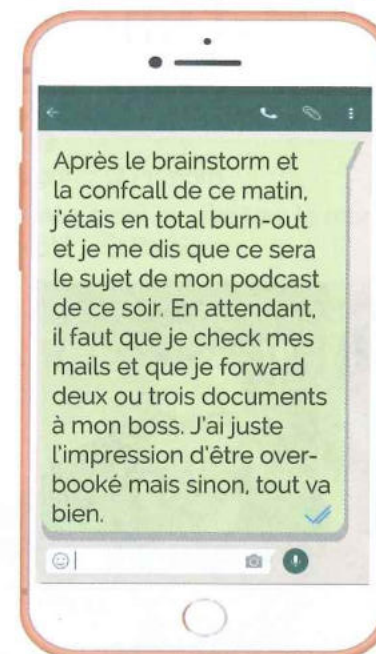 Après le brainstorm et
la confcall de ce matin,
j'étais en total burn-out
et je me dis que ce sera
le sujet de mon podcast
de ce soir. En attendant,
il faut que je check mes
mails et que je forward
deux ou trois documents
à mon boss. J'ai juste
l'impression d'être over-
booké mais sinon, tout va
bien.